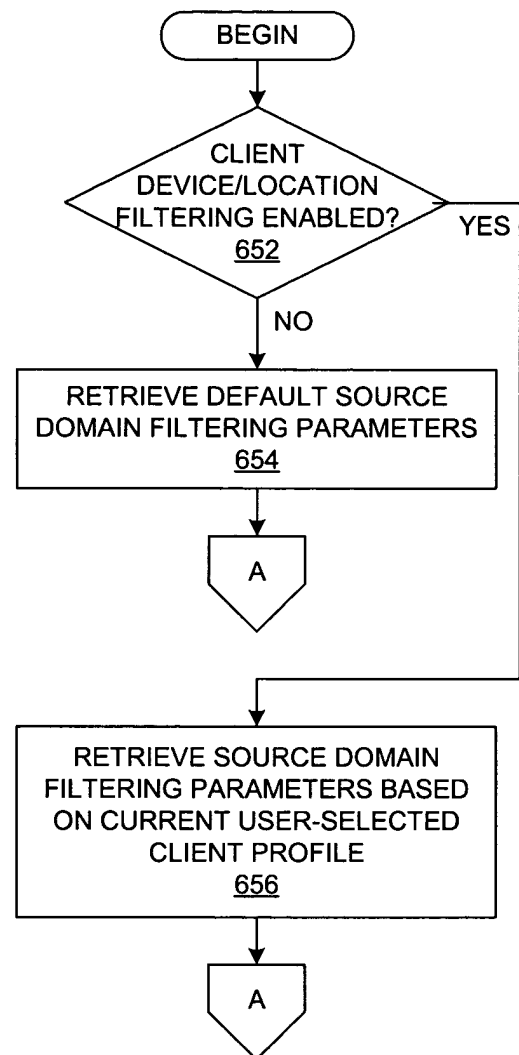 BEGIN
CLIENT
DEVICE/LOCATION
FILTERING ENABLED?
652
YES
NO
RETRIEVE DEFAULT SOURCE
DOMAIN FILTERING PARAMETERS
654
A
RETRIEVE SOURCE DOMAIN
FILTERING PARAMETERS BASED
ON CURRENT USER-SELECTED
CLIENT PROFILE
656
A